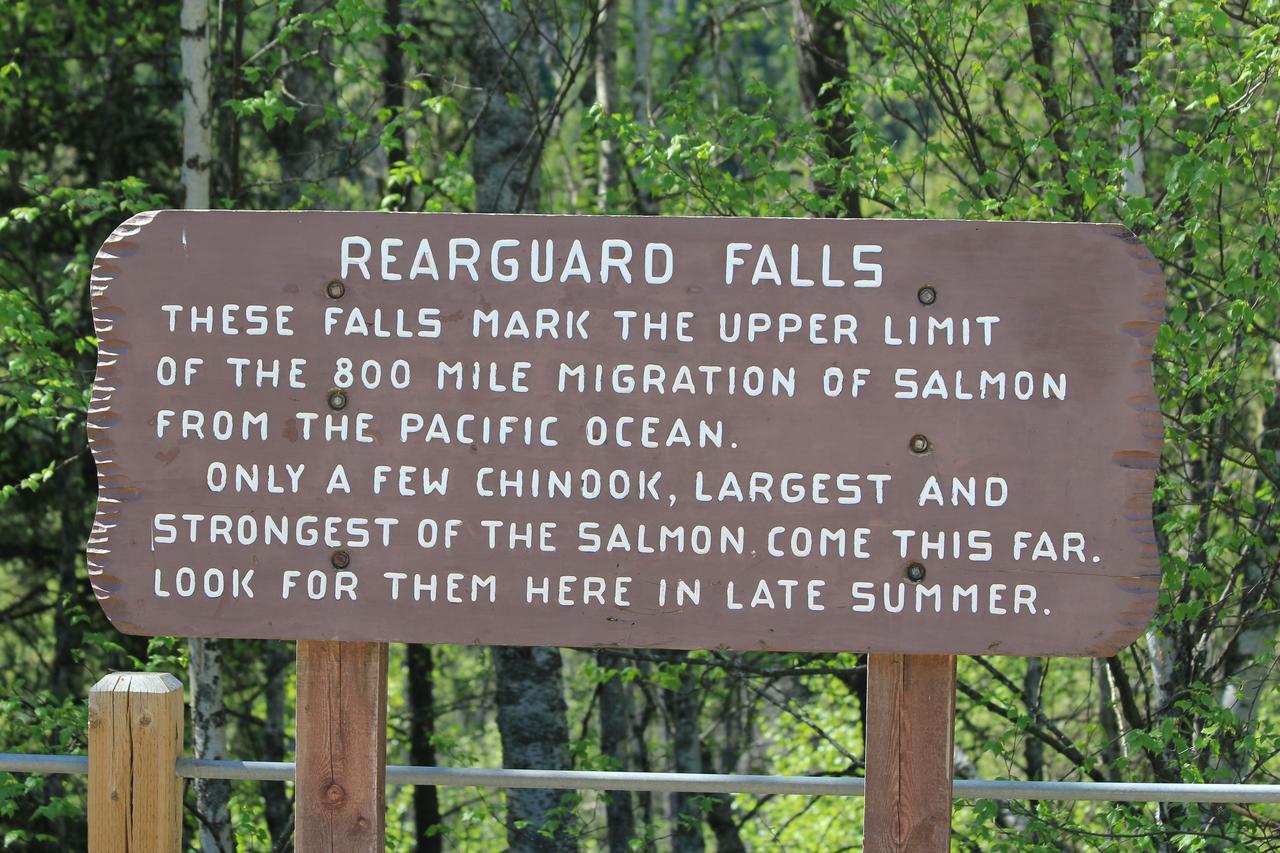 REARGUARD FALLS
THESE FALLS MARK THE UPPER LIMIT
OF THE 800 MILE MIGRATION OF SALMON
FROM THE PACIFIC OCEAN.
ONLY A FEW CHINOOK, LARGEST AND
STRONGEST OF THE SALMON COME THIS FAR.
LOOK FOR THEM HERE IN LATE SUMMER.